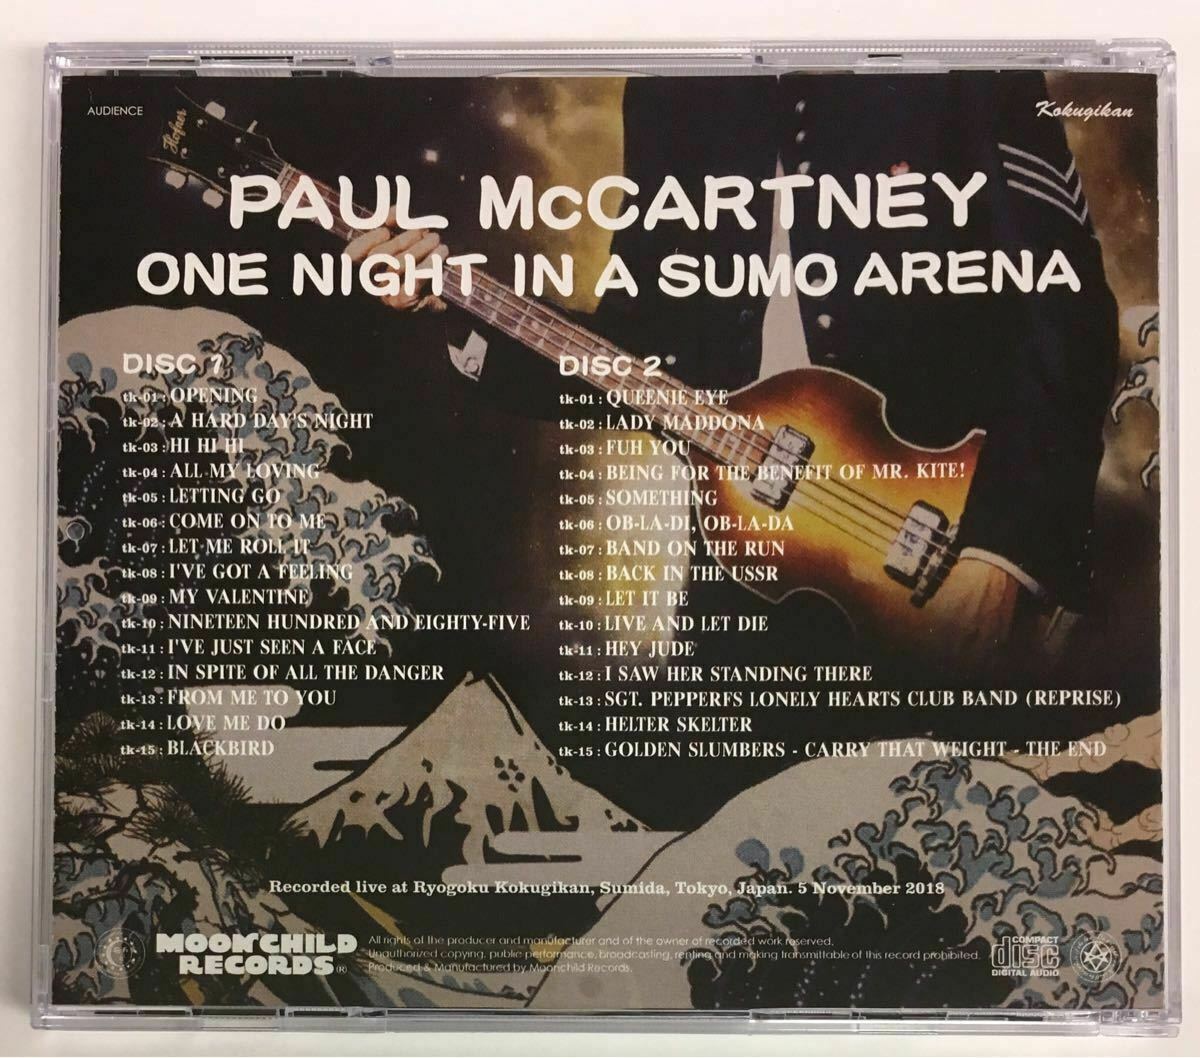 AUDIENCE
Kokugikan
Hofner
PAUL McCARTNEY
ONE NIGHT IN A SUMO ARENA
DISC 1
tk-01 : OPENING
tk-02 : A HARD DAY'S NIGHT
tk-03 : HI HI HI
tk-04 : ALL MY LOVING
tk-05 : LETTING GO
tk-06 : COME ON TO ME
tk-07 : LET ME ROLL IT
tk-08 : I'VE GOT A FEELING
tk-09 : MY VALENTINE
tk-10 : NINETEEN HUNDRED AND EIGHTY-FIVE
tk-11 : I'VE JUST SEEN A FACE
tk-12 : IN SPITE OF ALL THE DANGER
tk-13 : FROM ME TO YOU
tk-14 : LOVE ME DO
tk-15 : BLACKBIRD
DISC 2
tk-01 : QUEENIE EYE
tk-02 : LADY MADDONA
tk-03 : FUH YOU
tk-04 : BEING FOR THE BENEFIT OF MR. KITE!
tk-05 : SOMETHING
tk-06 : OB-LA-DI, OB-LA-DA
tk-07 : BAND ON THE RUN
tk-08 : BACK IN THE USSR
tk-09 : LET IT BE
tk-10 : LIVE AND LET DIE
tk-11 : HEY JUDE
tk-12 : I SAW HER STANDING THERE
tk-13 : SGT. PEPPERFS LONELY HEARTS CLUB BAND (REPRISE)
tk-14 : HELTER SKELTER
tk-15 : GOLDEN SLUMBERS - CARRY THAT WEIGHT - THE END
Recorded live at Ryogoku Kokugikan, Sumida, Tokyo, Japan. 5 November 2018
MOONCHILD
RECORDS®
All rights of the producer and manufacturer and of the owner of recorded work reserved.
Unauthorized copying, public performance, broadcasting, renting and making transmittable of this record prohibited.
Produced & Manufactured by Moonchild Records.
COMPACT
disc
DIGITAL AUDIO